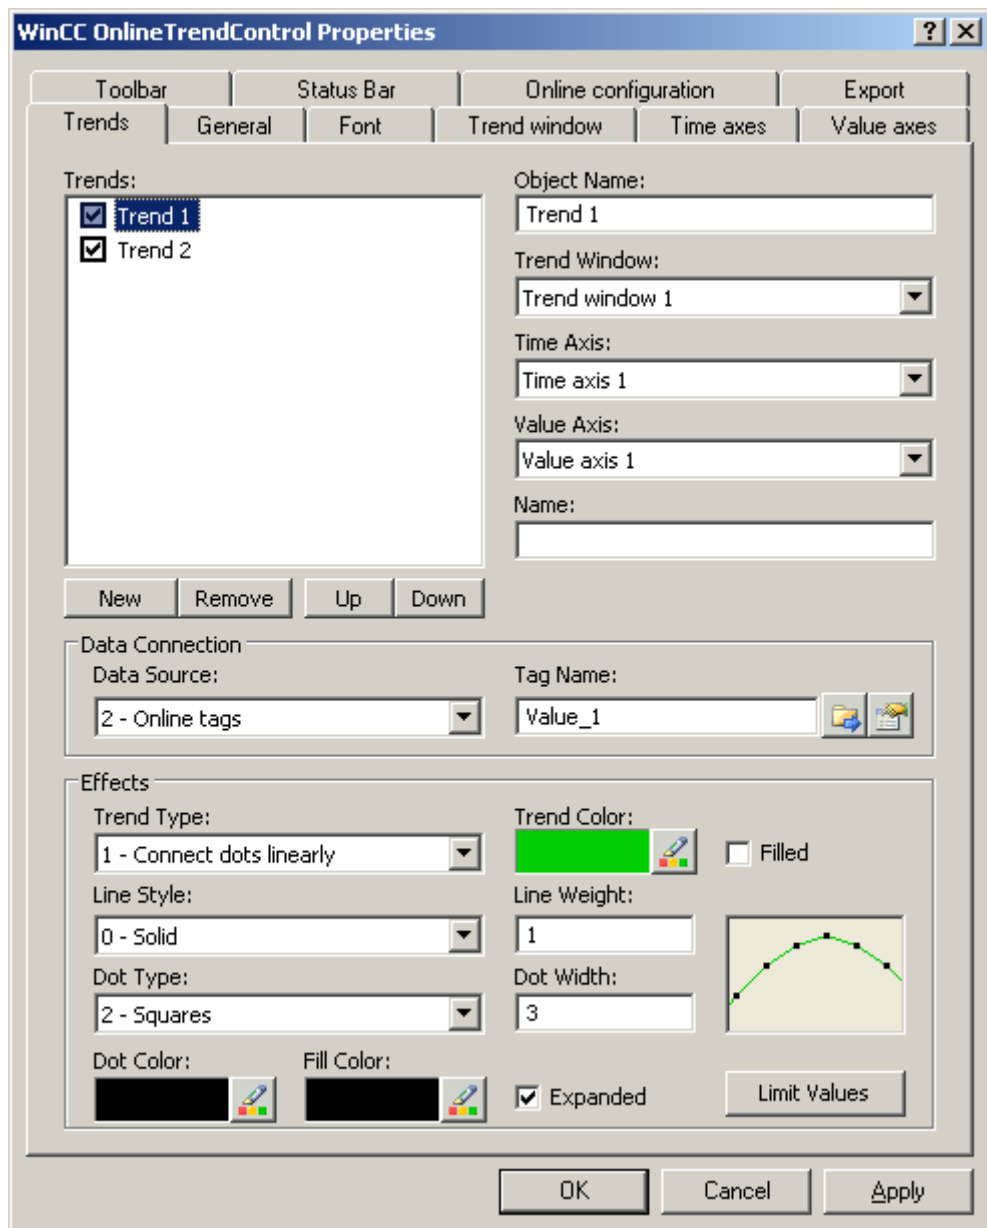 WinCC OnlineTrendControl Properties
Toolbar Status Bar Online configuration Export
Trends General Font Trend window Time axes Value axes
Trends:
Trend 1
Trend 2
Object Name:
Trend 1
Trend Window:
Trend window 1
Time Axis:
Time axis 1
Value Axis:
Value axis 1
Name:
New Remove Up Down
Data Connection
Data Source: Tag Name:
2 - Online tags Value_1
Effects
Trend Type: Trend Color:
1 - Connect dots linearly Filled
Line Style: Line Weight:
0 - Solid 1
Dot Type: Dot Width:
2 - Squares 3
Dot Color: Fill Color:
Expanded Limit Values
OK Cancel Apply